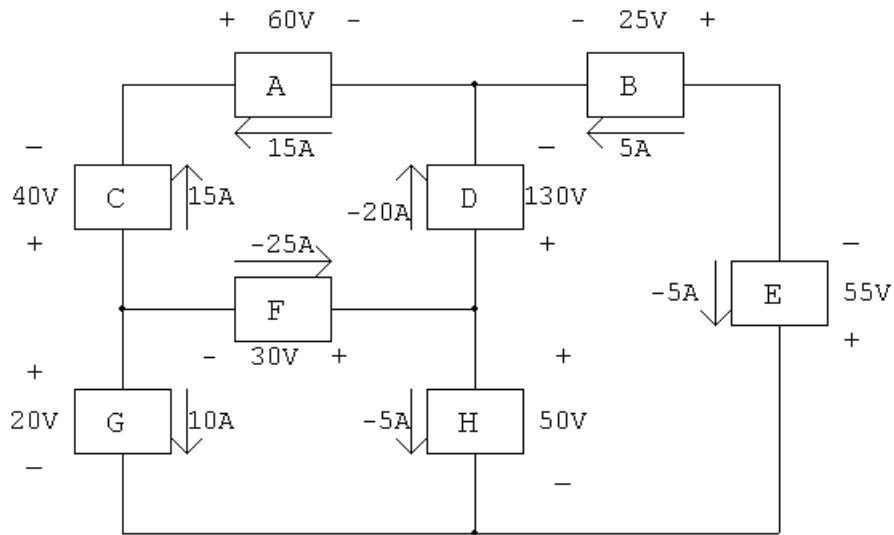 + 60V -
- 25V +
A
B
15A
5A
-
-
40V
C
15A
-20A
D
130V
+
+
-25A
-
-5A
E
55V
F
- 30V +
+
+
+
20V
G
10A
-5A
H
50V
-
-